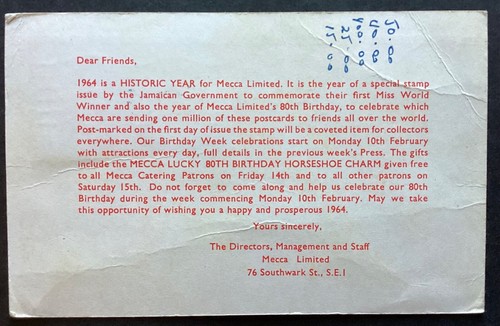 50.00
40.00
25.00
15.00
Dear Friends,
1964 is a HISTORIC YEAR for Mecca Limited. It is the year of a special stamp
issue by the Jamaican Government to commemorate their first Miss World
Winner and also the year of Mecca Limited's 80th Birthday, to celebrate which
Mecca are sending one million of these postcards to friends all over the world.
Post-marked on the first day of issue the stamp will be a coveted item for collectors
everywhere. Our Birthday Week celebrations start on Monday 10th February
with attractions every day, full details in the previous week's Press. The gifts
include the MECCA LUCKY 80TH BIRTHDAY HORSESHOE CHARM given free
to all Mecca Catering Patrons on Friday 14th and to all other patrons on
Saturday 15th. Do not forget to come along and help us celebrate our 80th
Birthday during the week commencing Monday 10th February. May we take
this opportunity of wishing you a happy and prosperous 1964.
Yours sincerely,
The Directors, Management and Staff
Mecca Limited
76 Southwark St., S.E.1